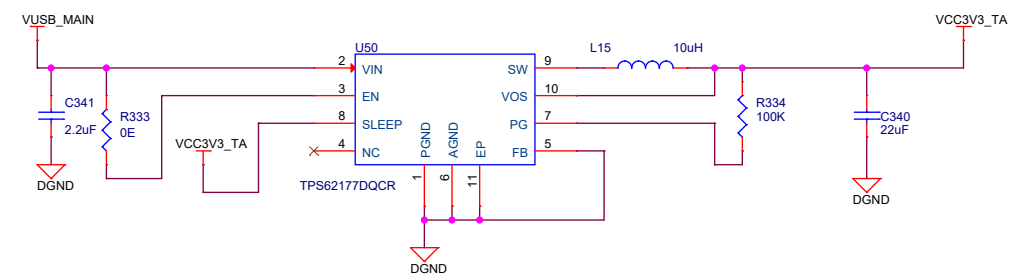 VUSB_MAIN
VCC3V3_TA
U50
L15 10uH
2 VIN SW 9
3 EN VOS 10
8 SLEEP PG 7
4 NC FB 5
PGND AGND EP
1 6 11
C341
2.2uF
R333
0E
VCC3V3_TA
R334
100K
C340
22uF
TPS62177DQCR
DGND
DGND
DGND